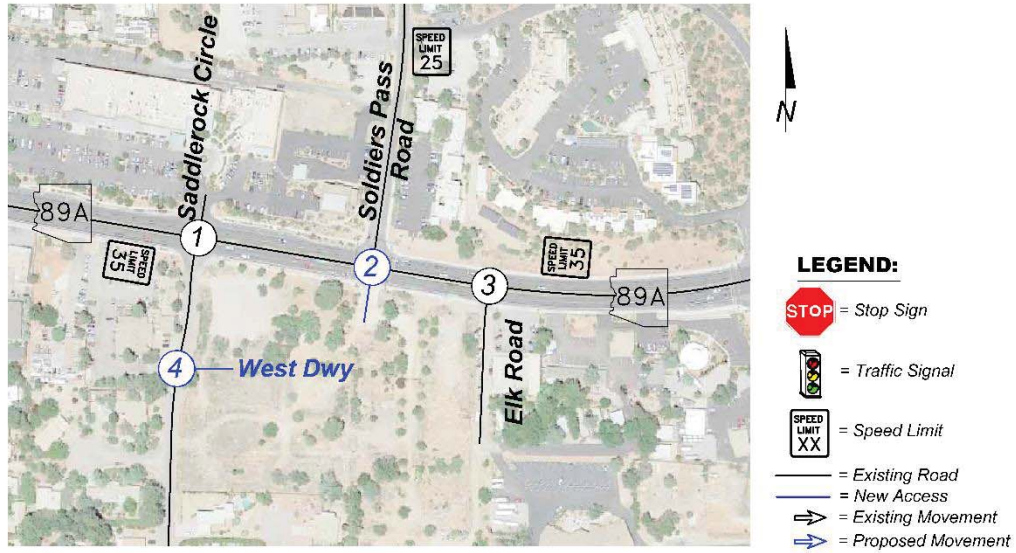 Saddlerock Circle
Soldiers Pass
Road
SPEED
LIMIT
25
89A
1
SPEED
LIMIT
35
2
SPEED
LIMIT
35
3
89A
4
West Dwy
Elk Road
N
LEGEND:
STOP = Stop Sign
= Traffic Signal
SPEED
LIMIT
XX
= Speed Limit
= Existing Road
= New Access
= Existing Movement
= Proposed Movement